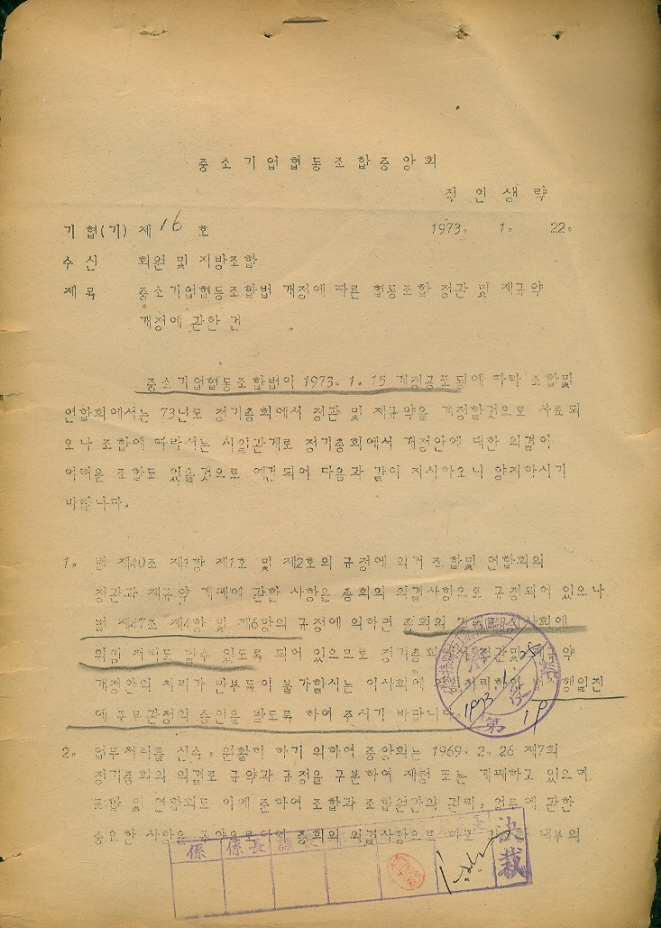 중소기업협동조합중앙회
직인생략
기협(기) 제 16 호 1973. 1. 22.
수신 회원 및 지방조합
제목 중소기업협동조합법 개정에 따른 협동조합 정관 및 제규약
개정에 관한 건
중소기업협동조합법이 1973. 1. 15 개정공포됨에 따라 조합및
연합회에서는 73년도 정기총회에서 정관 및 제규약을 개정할것으로 사료되
오나 조합에 따라서는 시일관계로 정기총회에서 개정안에 대한 의결이
어려운 조합도 있을것으로 예견되어 다음과 같이 지시하오니 양지하시기
바랍니다.
1. 법 제40조 제1항 제1호 및 제2호의 규정에 의거 조합및 연합회의
정관과 제규약 개폐에 관한 사항은 총회의 의결사항으로 규정되어 있으나
법 제47조 제4항 및 제6항의 규정에 의하면 총회의 이사회에
위임 처리도 할수 있도록 되어 있으므로 정기총회 정관및
개정안의 처리가 불가할시는 이사회에
에 주무관청의 승인을 받도록 하여 주시기 바랍니다.
1973. 1. 第 19
2. 업무처리를 신속, 원활히 하기 위하여 중앙회는 1969. 2. 26 제7회
정기총회의 의결로 규약과 규정을 구분하여 제정 또는 개폐하고 있으며
조합 및 연합회도 이에 준하여 조합과 조합원간의 권리, 의무에 관한
중요한 사항은 총회의 의결사항으로 하고 내부의
係 係長 決裁